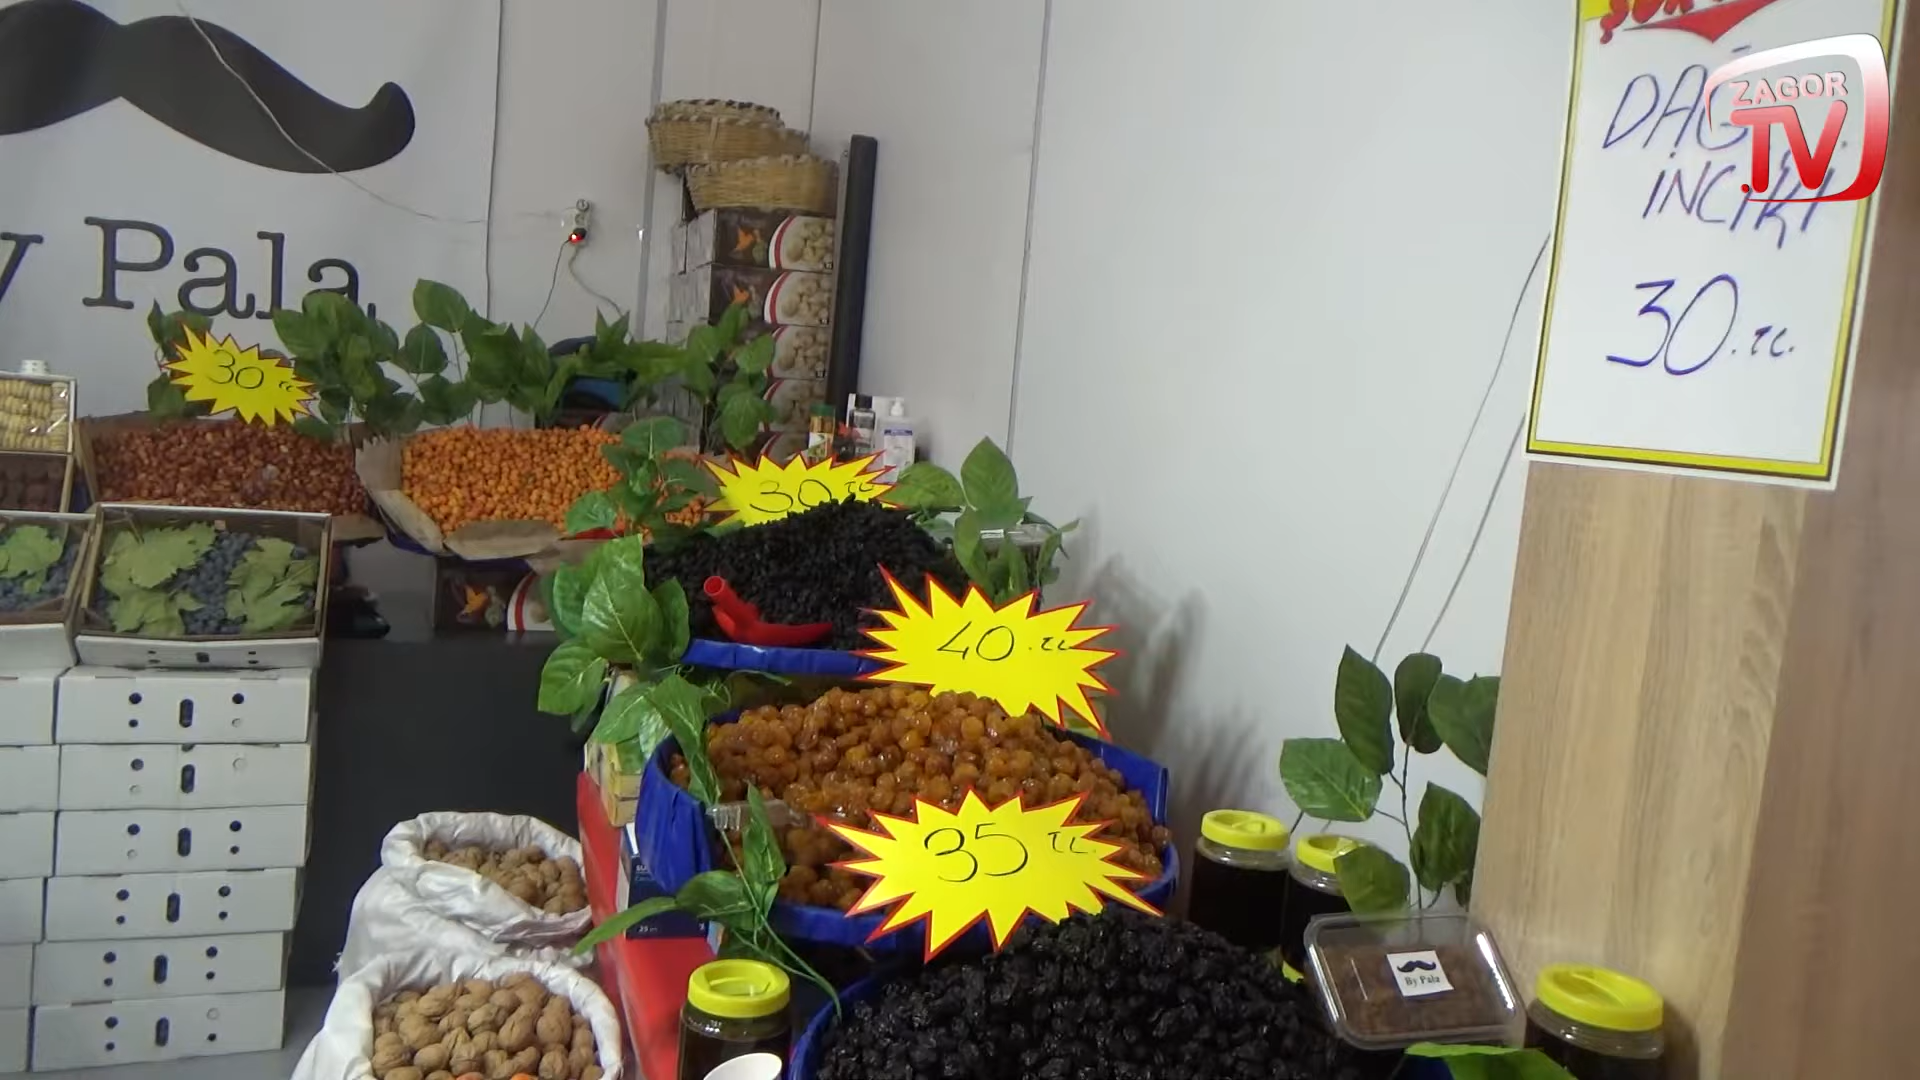 y Pala
30 TL
30 TL
40.TL
35 TL.
DAĞ
İNCİRİ
30.TL.
ZAGOR
.TV
By Pala